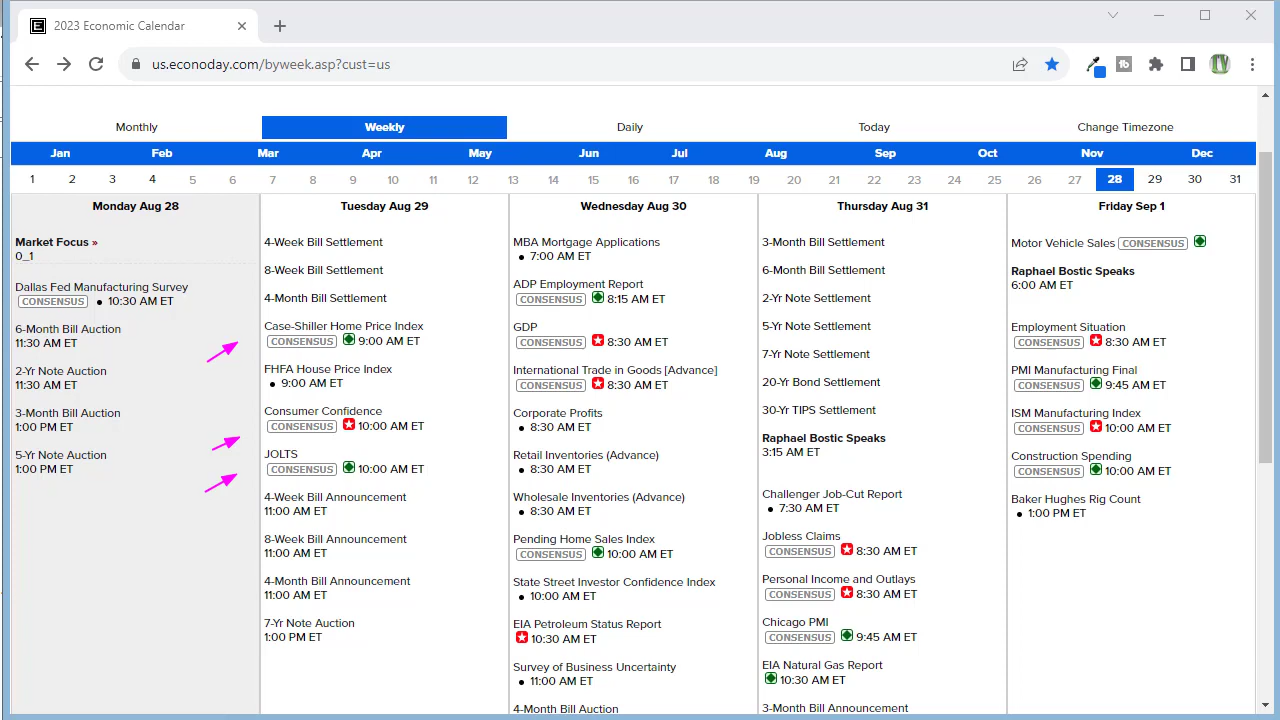 2023 Economic Calendar
us.econoday.com/byweek.asp?cust=us
Monthly Weekly Daily Today Change Timezone
Jan Feb Mar Apr May Jun Jul Aug Sep Oct Nov Dec
1 2 3 4 5 6 7 8 9 10 11 12 13 14 15 16 17 18 19 20 21 22 23 24 25 26 27 28 29 30 31
Monday Aug 28
Market Focus »
0_1
Dallas Fed Manufacturing Survey
CONSENSUS • 10:30 AM ET
6-Month Bill Auction
11:30 AM ET
2-Yr Note Auction
11:30 AM ET
3-Month Bill Auction
1:00 PM ET
5-Yr Note Auction
1:00 PM ET
Tuesday Aug 29
4-Week Bill Settlement
8-Week Bill Settlement
4-Month Bill Settlement
Case-Shiller Home Price Index
CONSENSUS 9:00 AM ET
FHFA House Price Index
• 9:00 AM ET
Consumer Confidence
CONSENSUS 10:00 AM ET
JOLTS
CONSENSUS 10:00 AM ET
4-Week Bill Announcement
11:00 AM ET
8-Week Bill Announcement
11:00 AM ET
4-Month Bill Announcement
11:00 AM ET
7-Yr Note Auction
1:00 PM ET
Wednesday Aug 30
MBA Mortgage Applications
• 7:00 AM ET
ADP Employment Report
CONSENSUS 8:15 AM ET
GDP
CONSENSUS 8:30 AM ET
International Trade in Goods [Advance]
CONSENSUS 8:30 AM ET
Corporate Profits
• 8:30 AM ET
Retail Inventories (Advance)
• 8:30 AM ET
Wholesale Inventories (Advance)
• 8:30 AM ET
Pending Home Sales Index
CONSENSUS 10:00 AM ET
State Street Investor Confidence Index
• 10:00 AM ET
EIA Petroleum Status Report
10:30 AM ET
Survey of Business Uncertainty
• 11:00 AM ET
4-Month Bill Auction
Thursday Aug 31
3-Month Bill Settlement
6-Month Bill Settlement
2-Yr Note Settlement
5-Yr Note Settlement
7-Yr Note Settlement
20-Yr Bond Settlement
30-Yr TIPS Settlement
Raphael Bostic Speaks
3:15 AM ET
Challenger Job-Cut Report
• 7:30 AM ET
Jobless Claims
CONSENSUS 8:30 AM ET
Personal Income and Outlays
CONSENSUS 8:30 AM ET
Chicago PMI
CONSENSUS 9:45 AM ET
EIA Natural Gas Report
10:30 AM ET
3-Month Bill Announcement
Friday Sep 1
Motor Vehicle Sales CONSENSUS
Raphael Bostic Speaks
6:00 AM ET
Employment Situation
CONSENSUS 8:30 AM ET
PMI Manufacturing Final
CONSENSUS 9:45 AM ET
ISM Manufacturing Index
CONSENSUS 10:00 AM ET
Construction Spending
CONSENSUS 10:00 AM ET
Baker Hughes Rig Count
• 1:00 PM ET